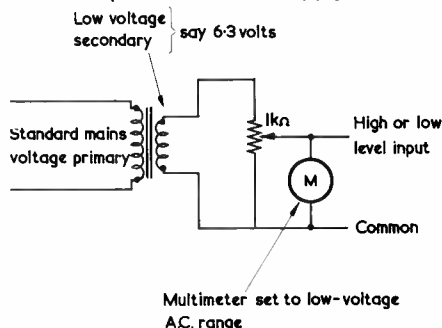 Low voltage
secondary
say 6·3 volts
Standard mains
voltage primary
1kΩ
High or low
level input
M
Common
Multimeter set to low-voltage
A.C. range